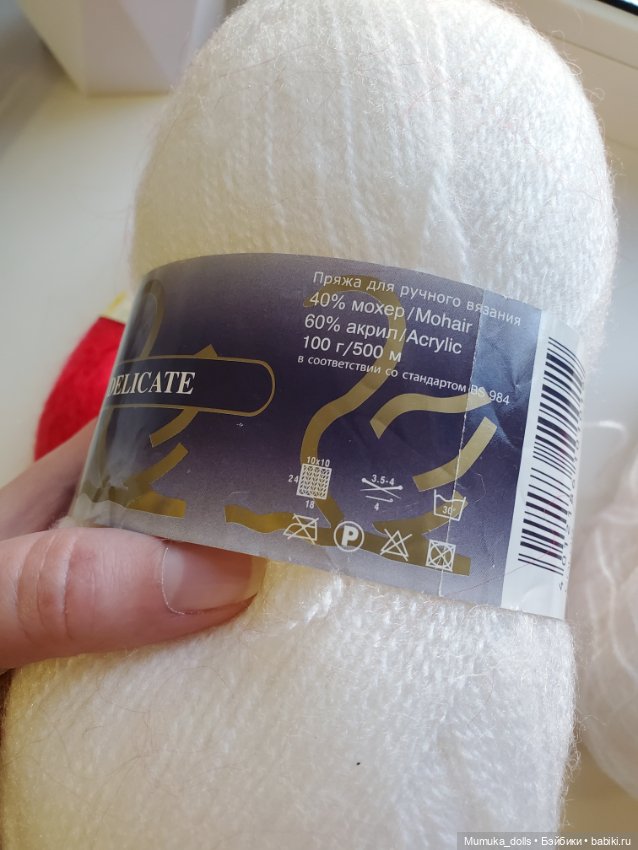 Пряжа для ручного вязания
40% мохер/Mohair
60% акрил/Acrylic
100 г/500 м
в соответствии со стандартом BS 984
DELICATE
10x10
24
18
3.5-4
4
30°
P
Mumuka_dolls • Бэйбики • babiki.ru